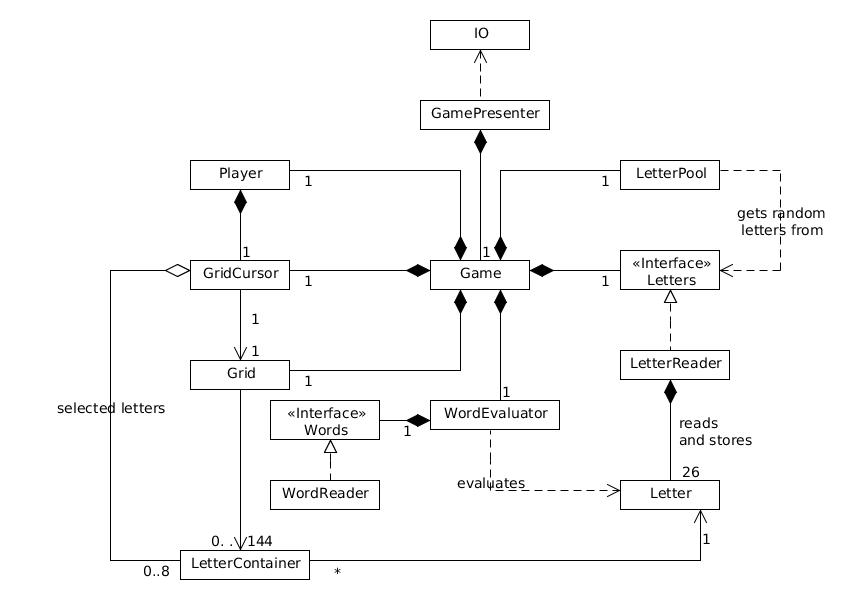 IO
GamePresenter
Player
LetterPool
1
1
gets random
letters from
1
1
GridCursor
Game
«Interface»
Letters
1
1
1
1
Grid
LetterReader
1
1
selected letters
«Interface»
Words
WordEvaluator
1
reads
and stores
WordReader
evaluates
26
Letter
0. . 144
1
LetterContainer
0..8
*